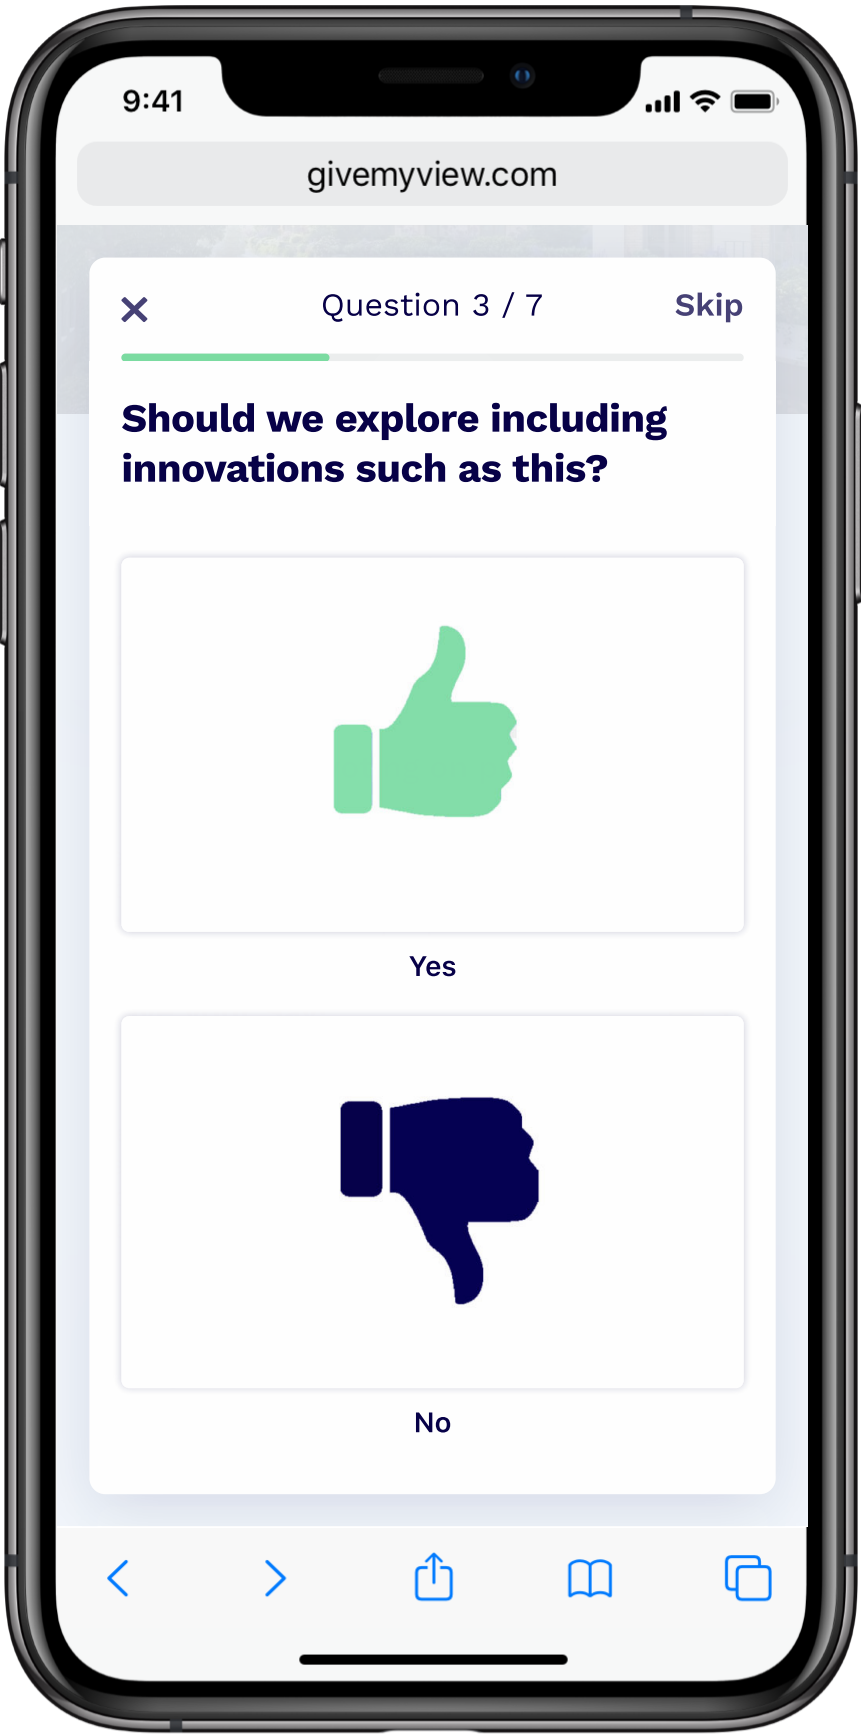 9:41
givemyview.com
Question 3 / 7
Skip
Should we explore including
innovations such as this?
Yes
No